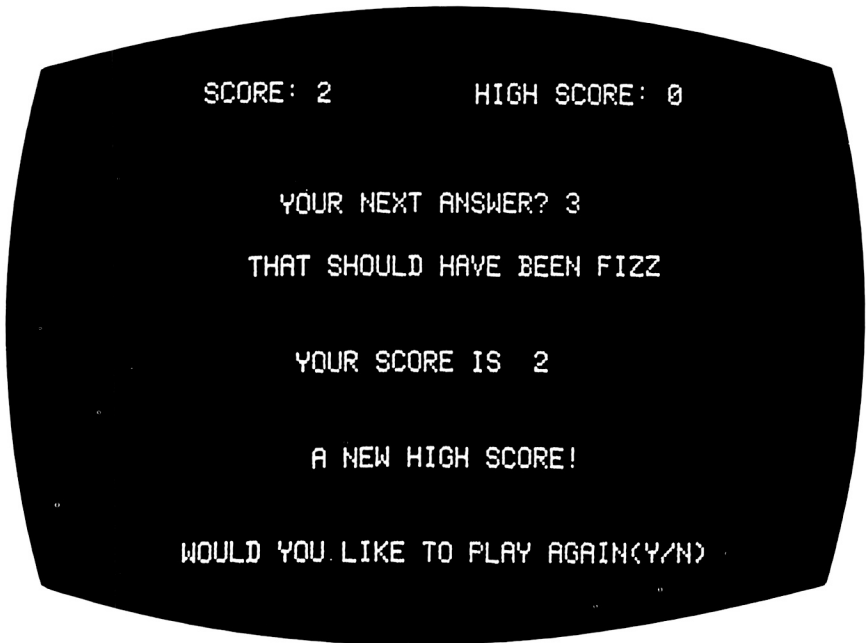 SCORE: 2 HIGH SCORE: 0
YOUR NEXT ANSWER? 3
THAT SHOULD HAVE BEEN FIZZ
YOUR SCORE IS 2
A NEW HIGH SCORE!
WOULD YOU LIKE TO PLAY AGAIN(Y/N)